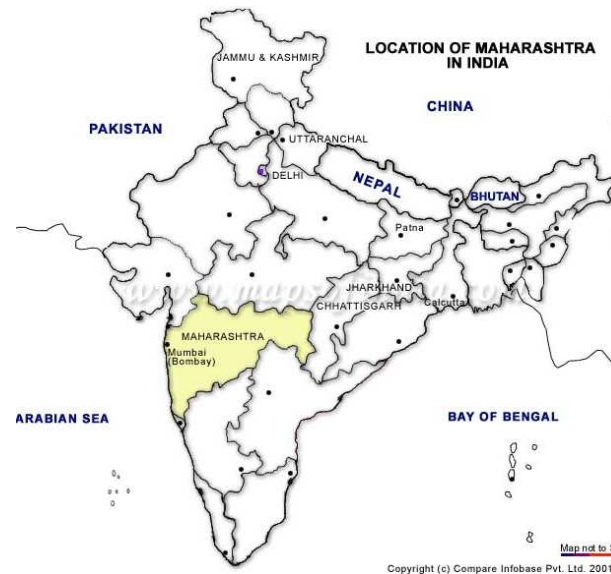 LOCATION OF MAHARASHTRA
IN INDIA
JAMMU & KASHMIR
CHINA
PAKISTAN
UTTARANCHAL
DELHI
NEPAL
BHUTAN
Patna
JHARKHAND
CHHATTISGARH
Calcutta
MAHARASHTRA
Mumbai
(Bombay)
ARABIAN SEA
BAY OF BENGAL
Map not to
Copyright (c) Compare Infobase Pvt. Ltd. 2001